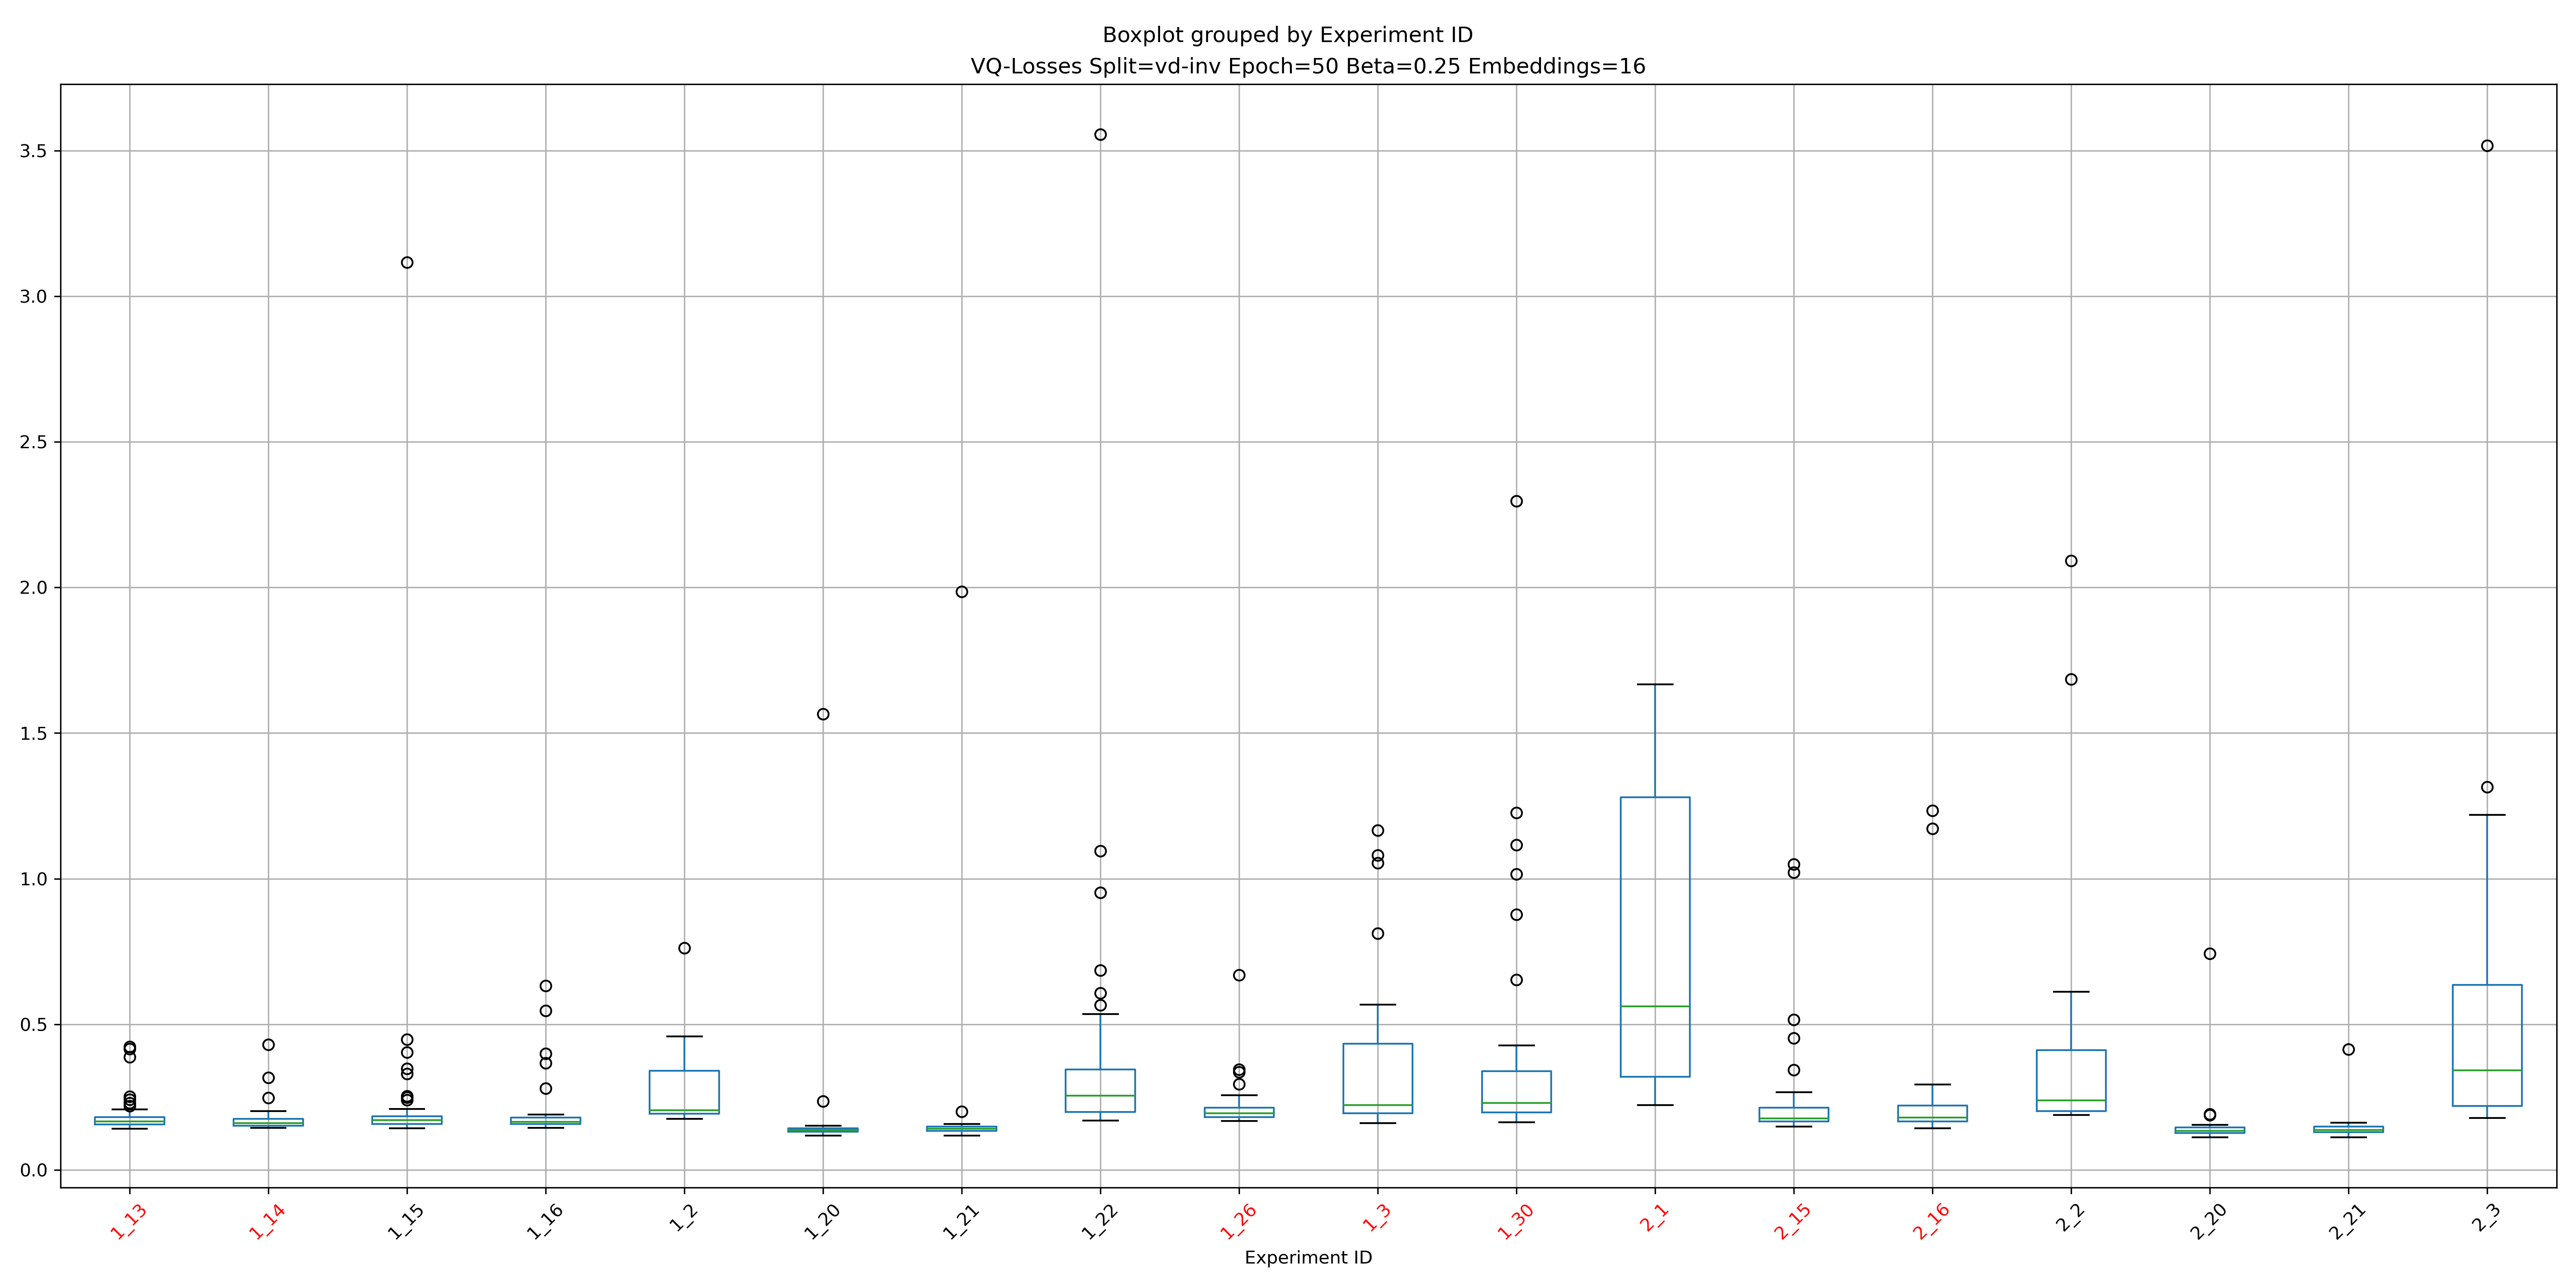 Boxplot grouped by Experiment ID
VQ-Losses Split=vd-inv Epoch=50 Beta=0.25 Embeddings=16
3.5
3.0
2.5
2.0
1.5
1.0
0.5
0.0
1_13 1_14 1_15 1_16 1_2 1_20 1_21 1_22 1_26 1_3 1_30 2_1 2_15 2_16 2_2 2_20 2_21 2_3
Experiment ID